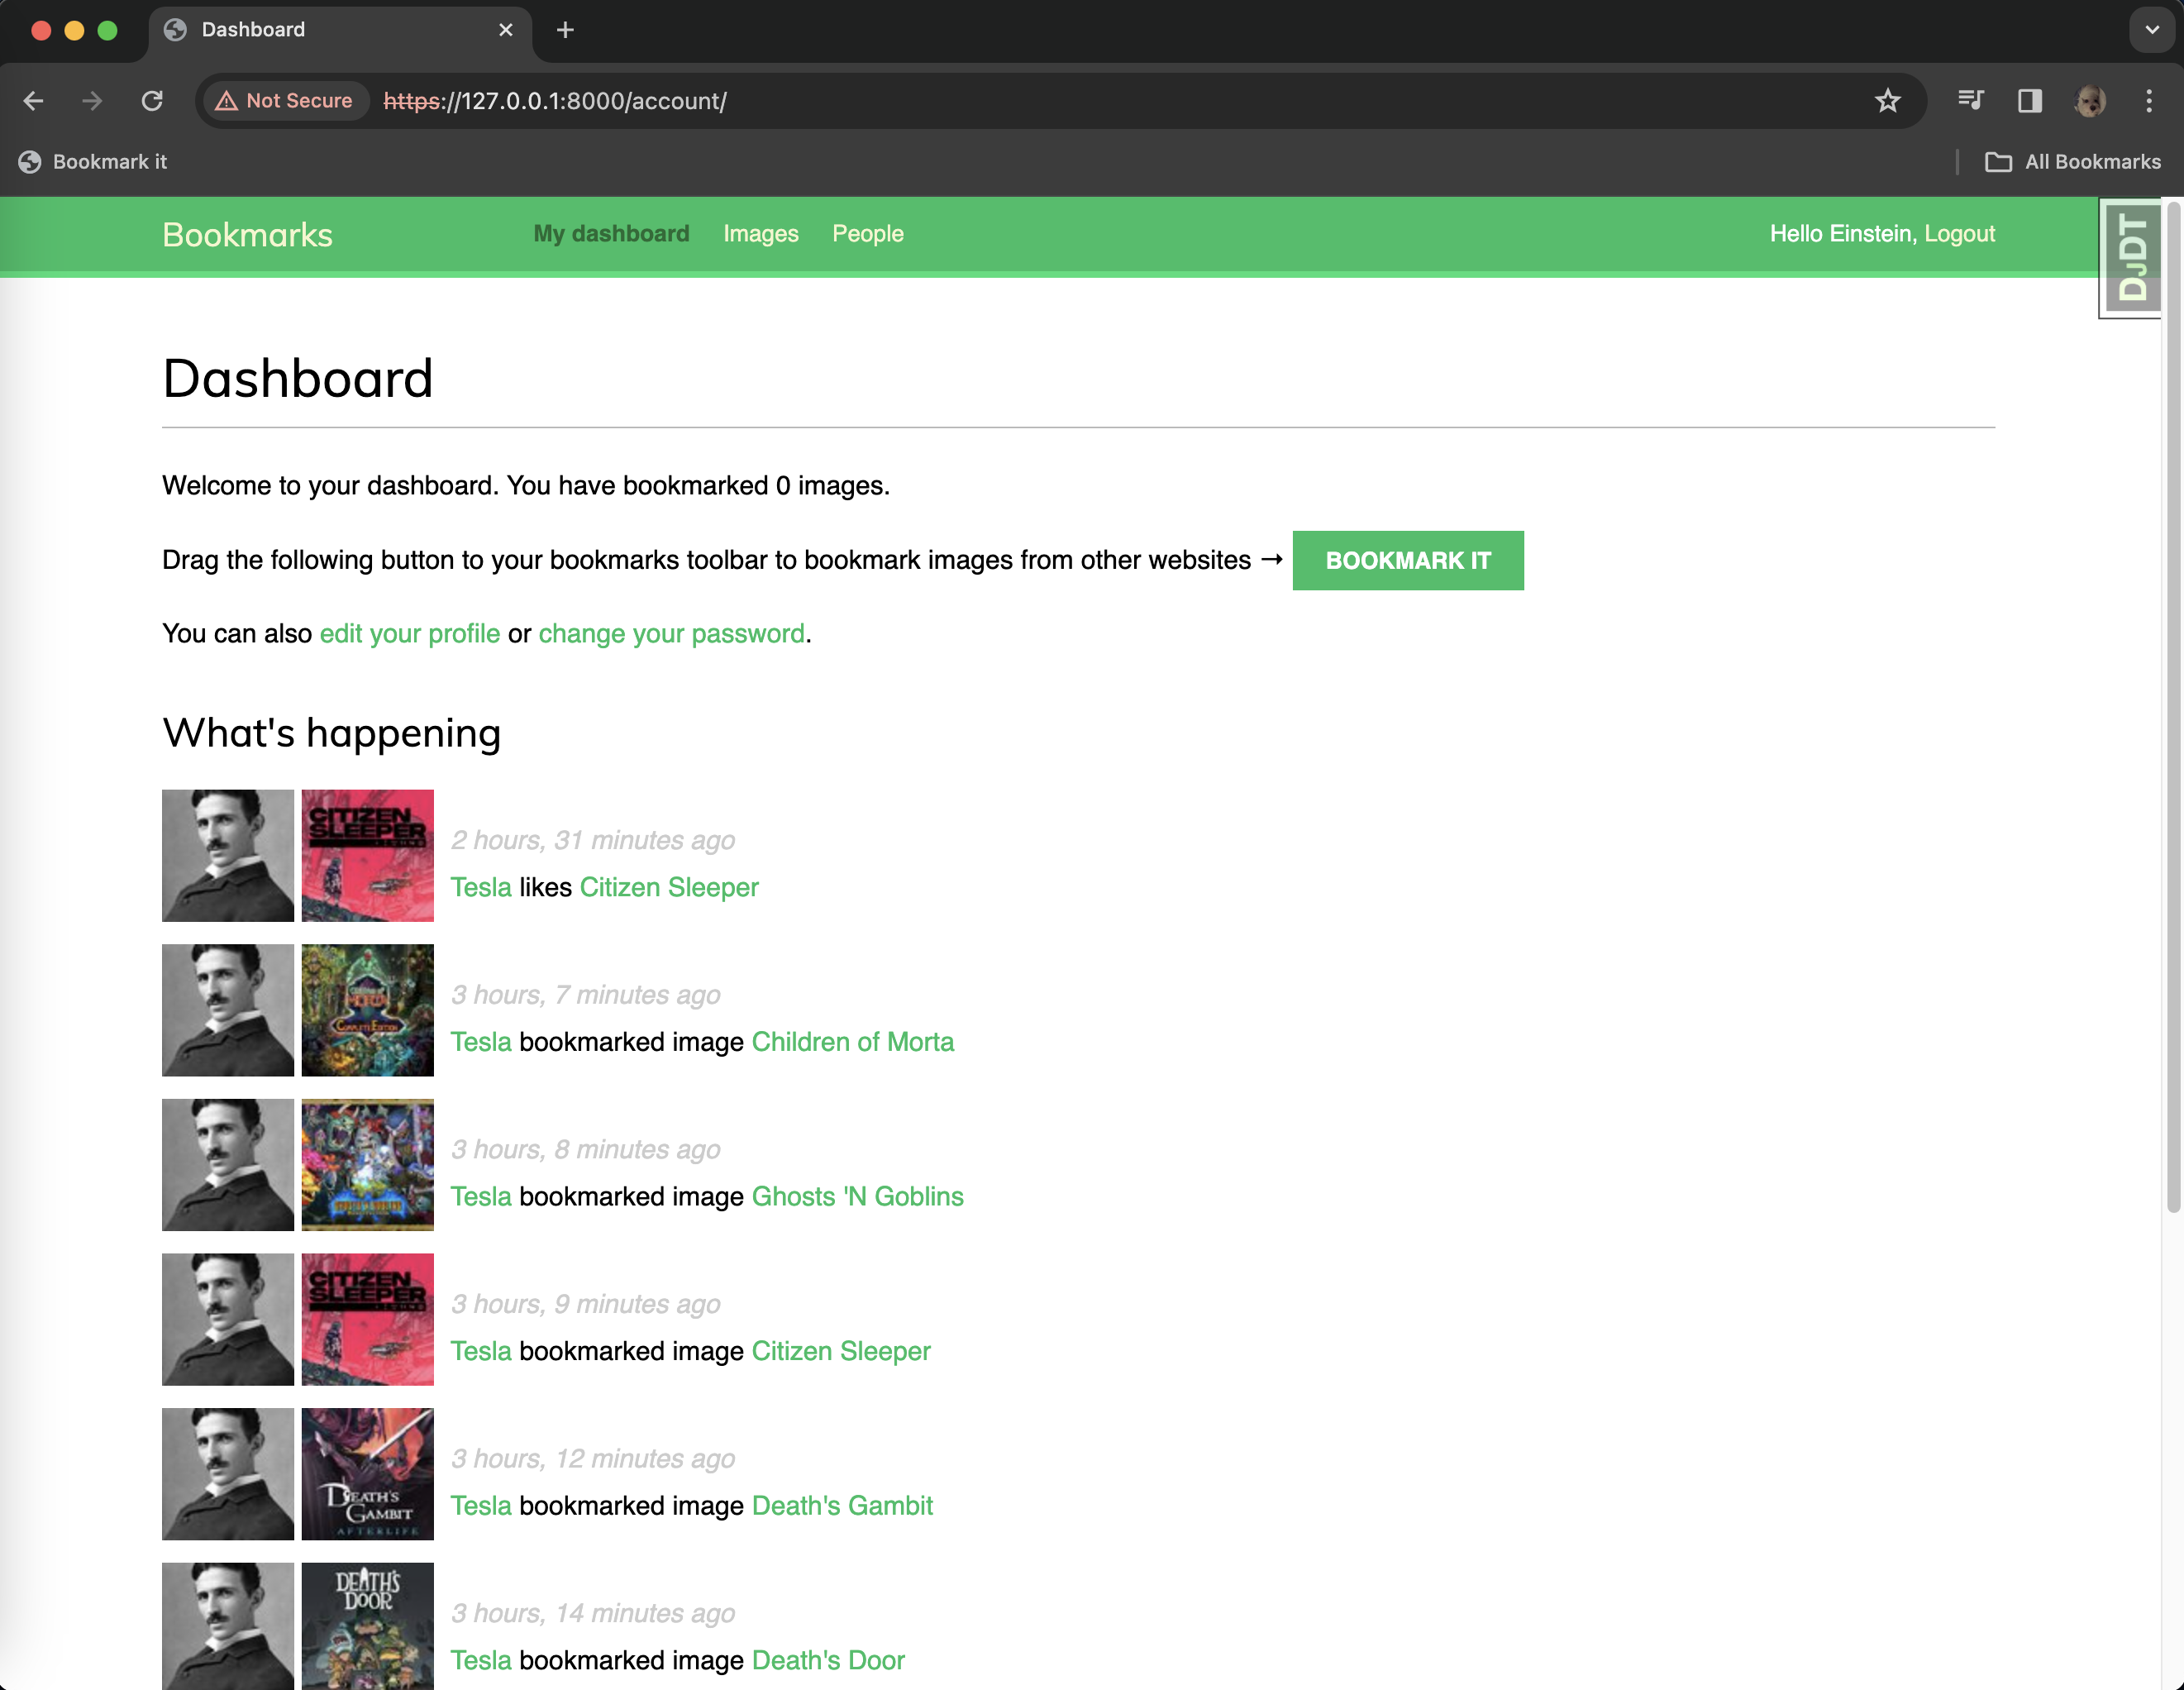 Dashboard
Not Secure https://127.0.0.1:8000/account/
Bookmark it
All Bookmarks
Bookmarks My dashboard Images People Hello Einstein, Logout
DJDT
Dashboard
Welcome to your dashboard. You have bookmarked 0 images.
Drag the following button to your bookmarks toolbar to bookmark images from other websites → BOOKMARK IT
You can also edit your profile or change your password.
What's happening
CITIZEN
SLEEPER
2 hours, 31 minutes ago
Tesla likes Citizen Sleeper
MORTA
COMPLETE EDITION
3 hours, 7 minutes ago
Tesla bookmarked image Children of Morta
3 hours, 8 minutes ago
Tesla bookmarked image Ghosts 'N Goblins
CITIZEN
SLEEPER
3 hours, 9 minutes ago
Tesla bookmarked image Citizen Sleeper
DEATH'S
GAMBIT
AFTERLIFE
3 hours, 12 minutes ago
Tesla bookmarked image Death's Gambit
DEATH'S
DOOR
3 hours, 14 minutes ago
Tesla bookmarked image Death's Door